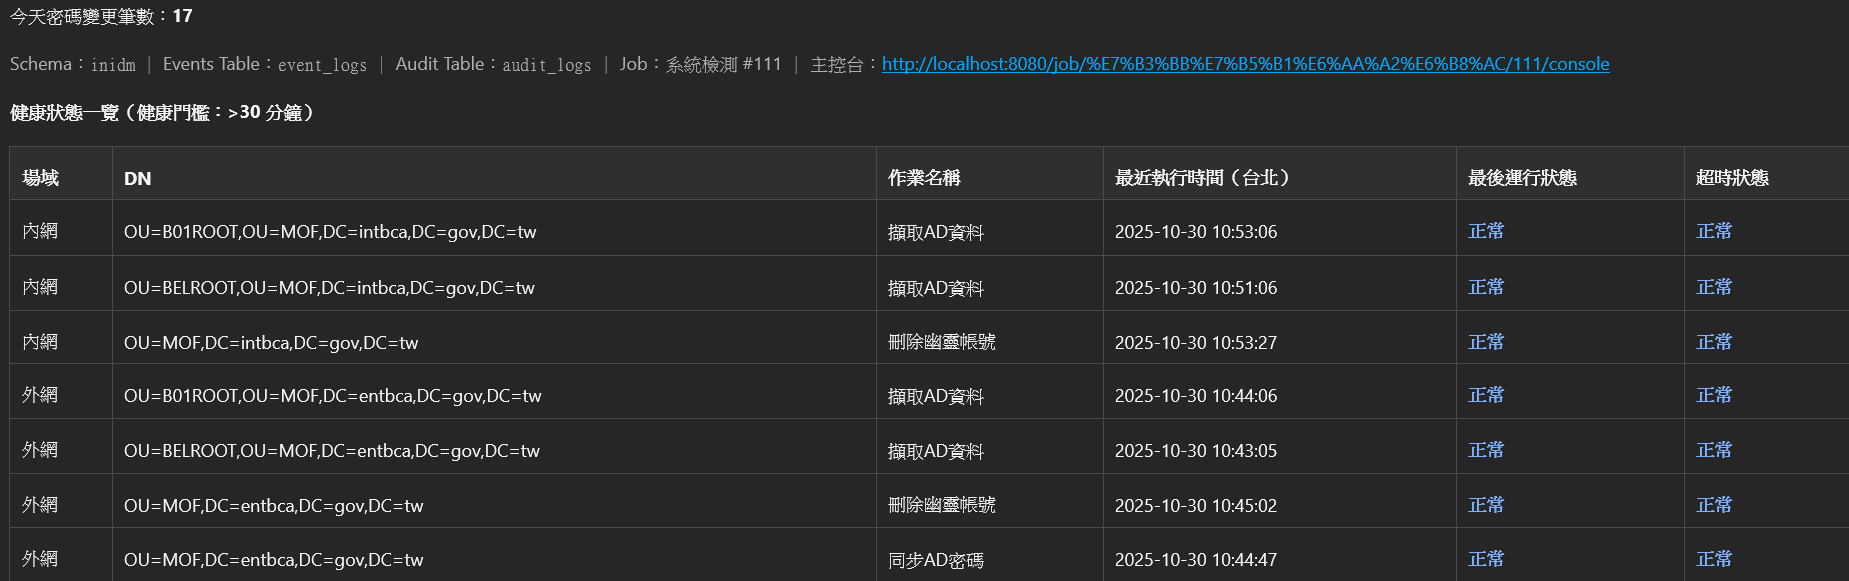 今天密碼變更筆數：17
Schema：inidm | Events Table：event_logs | Audit Table：audit_logs | Job：系統檢測 #111 | 主控台：http://localhost:8080/job/%E7%B3%BB%E7%B5%B1%E6%AA%A2%E6%B8%AC/111/console
健康狀態一覽（健康門檻：>30 分鐘）
場域 DN 作業名稱 最近執行時間（台北） 最後運行狀態 超時狀態
內網 OU=B01ROOT,OU=MOF,DC=intbca,DC=gov,DC=tw 擷取AD資料 2025-10-30 10:53:06 正常 正常
內網 OU=BELROOT,OU=MOF,DC=intbca,DC=gov,DC=tw 擷取AD資料 2025-10-30 10:51:06 正常 正常
內網 OU=MOF,DC=intbca,DC=gov,DC=tw 刪除幽靈帳號 2025-10-30 10:53:27 正常 正常
外網 OU=B01ROOT,OU=MOF,DC=entbca,DC=gov,DC=tw 擷取AD資料 2025-10-30 10:44:06 正常 正常
外網 OU=BELROOT,OU=MOF,DC=entbca,DC=gov,DC=tw 擷取AD資料 2025-10-30 10:43:05 正常 正常
外網 OU=MOF,DC=entbca,DC=gov,DC=tw 刪除幽靈帳號 2025-10-30 10:45:02 正常 正常
外網 OU=MOF,DC=entbca,DC=gov,DC=tw 同步AD密碼 2025-10-30 10:44:47 正常 正常